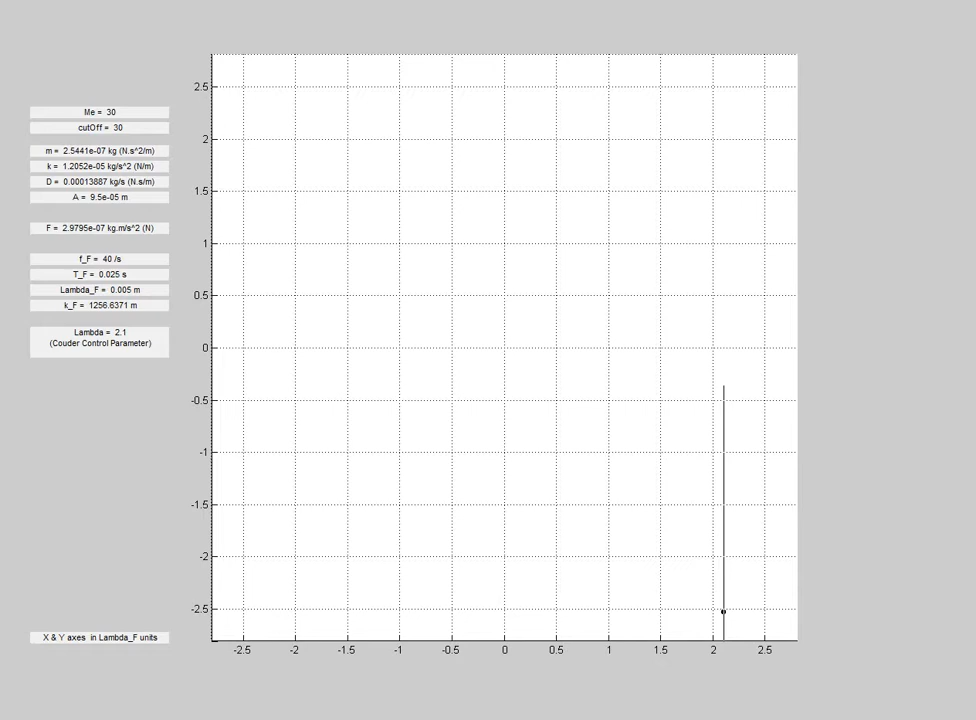 Me = 30
cutOff = 30
m = 2.5441e-07 kg (N.s^2/m)
k = 1.2052e-05 kg/s^2 (N/m)
D = 0.00013887 kg/s (N.s/m)
A = 9.5e-05 m
F = 2.9795e-07 kg.m/s^2 (N)
f_F = 40 /s
T_F = 0.025 s
Lambda_F = 0.005 m
k_F = 1256.6371 m
Lambda = 2.1
(Couder Control Parameter)
X & Y axes in Lambda_F units
2.5
2
1.5
1
0.5
0
-0.5
-1
-1.5
-2
-2.5
-2.5 -2 -1.5 -1 -0.5 0 0.5 1 1.5 2 2.5